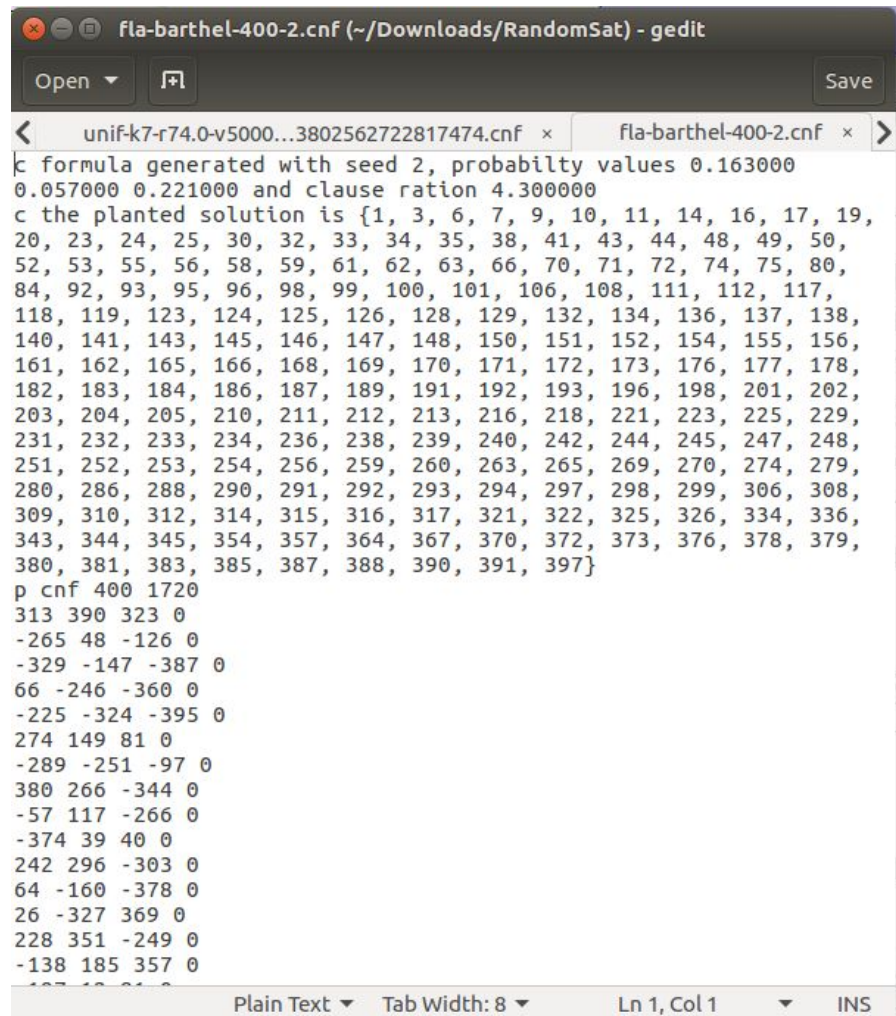 fla-barthel-400-2.cnf (~/Downloads/RandomSat) - gedit
Open Save
unif-k7-r74.0-v5000...3802562722817474.cnf × fla-barthel-400-2.cnf ×
c formula generated with seed 2, probabilty values 0.163000
0.057000 0.221000 and clause ration 4.300000
c the planted solution is {1, 3, 6, 7, 9, 10, 11, 14, 16, 17, 19,
20, 23, 24, 25, 30, 32, 33, 34, 35, 38, 41, 43, 44, 48, 49, 50,
52, 53, 55, 56, 58, 59, 61, 62, 63, 66, 70, 71, 72, 74, 75, 80,
84, 92, 93, 95, 96, 98, 99, 100, 101, 106, 108, 111, 112, 117,
118, 119, 123, 124, 125, 126, 128, 129, 132, 134, 136, 137, 138,
140, 141, 143, 145, 146, 147, 148, 150, 151, 152, 154, 155, 156,
161, 162, 165, 166, 168, 169, 170, 171, 172, 173, 176, 177, 178,
182, 183, 184, 186, 187, 189, 191, 192, 193, 196, 198, 201, 202,
203, 204, 205, 210, 211, 212, 213, 216, 218, 221, 223, 225, 229,
231, 232, 233, 234, 236, 238, 239, 240, 242, 244, 245, 247, 248,
251, 252, 253, 254, 256, 259, 260, 263, 265, 269, 270, 274, 279,
280, 286, 288, 290, 291, 292, 293, 294, 297, 298, 299, 306, 308,
309, 310, 312, 314, 315, 316, 317, 321, 322, 325, 326, 334, 336,
343, 344, 345, 354, 357, 364, 367, 370, 372, 373, 376, 378, 379,
380, 381, 383, 385, 387, 388, 390, 391, 397}
p cnf 400 1720
313 390 323 0
-265 48 -126 0
-329 -147 -387 0
66 -246 -360 0
-225 -324 -395 0
274 149 81 0
-289 -251 -97 0
380 266 -344 0
-57 117 -266 0
-374 39 40 0
242 296 -303 0
64 -160 -378 0
26 -327 369 0
228 351 -249 0
-138 185 357 0
Plain Text Tab Width: 8 Ln 1, Col 1 INS